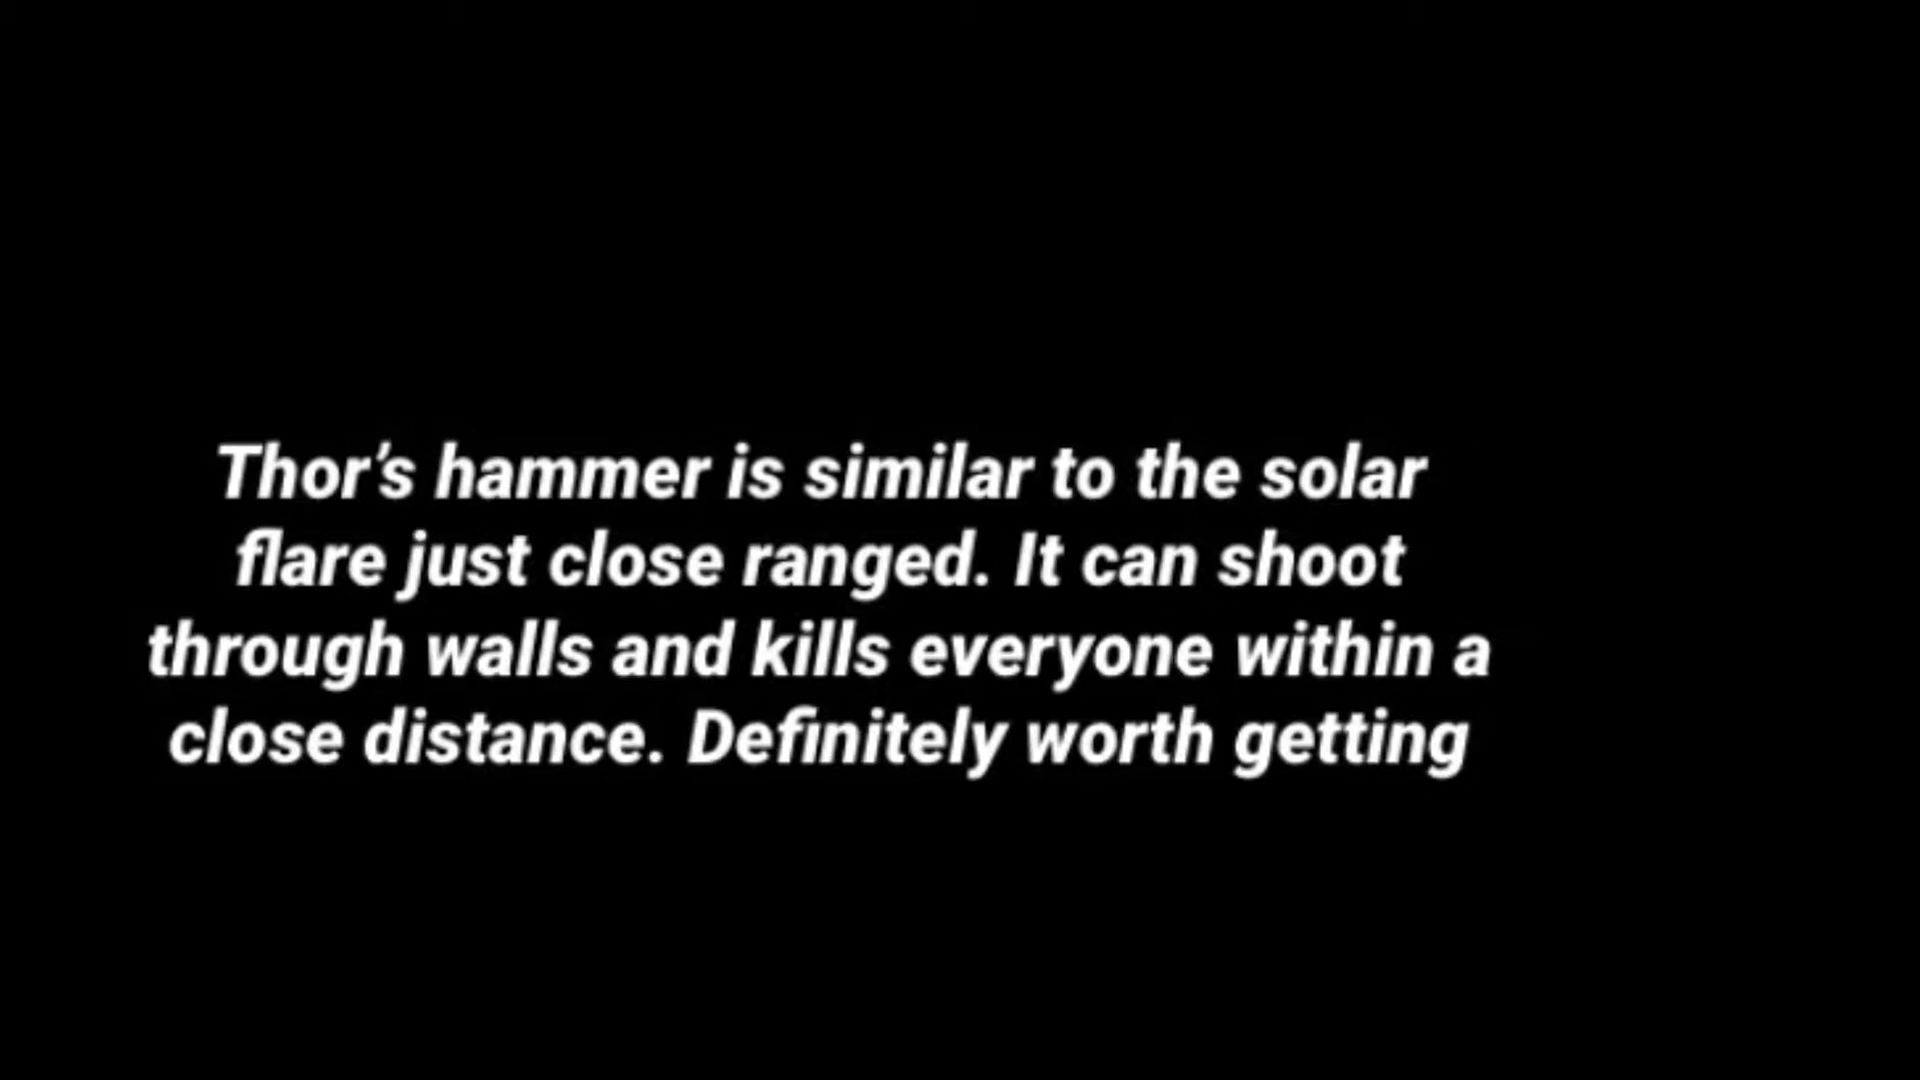 Thor’s hammer is similar to the solar
flare just close ranged. It can shoot
through walls and kills everyone within a
close distance. Definitely worth getting